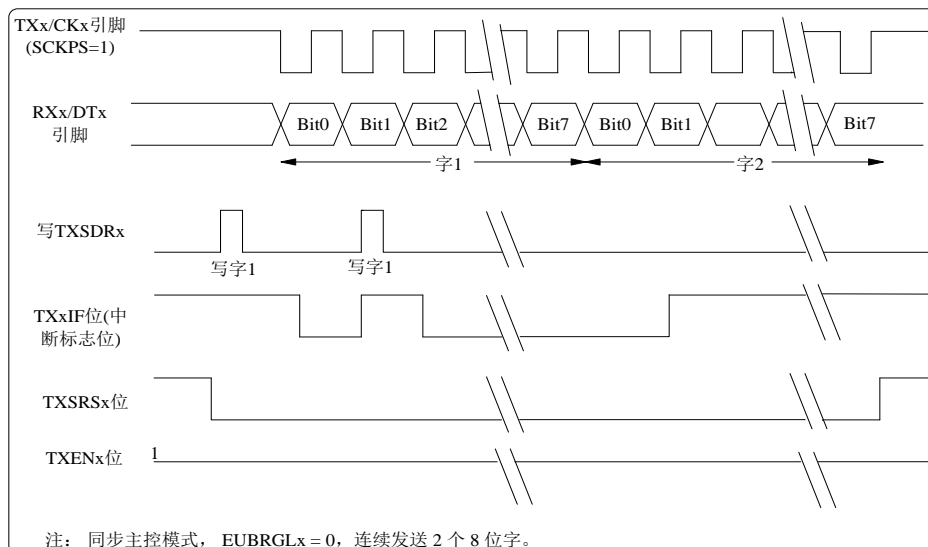 TXx/CKx引脚
(SCKPS=1)
RXx/DTx
引脚
Bit0
Bit1
Bit2
Bit7
Bit0
Bit1
Bit7
字1
字2
写TXSDRx
写字1
写字1
TXxIF位(中
断标志位)
TXSRSx位
TXENx位
1
注： 同步主控模式， EUBRGLx = 0，连续发送 2 个 8 位字。